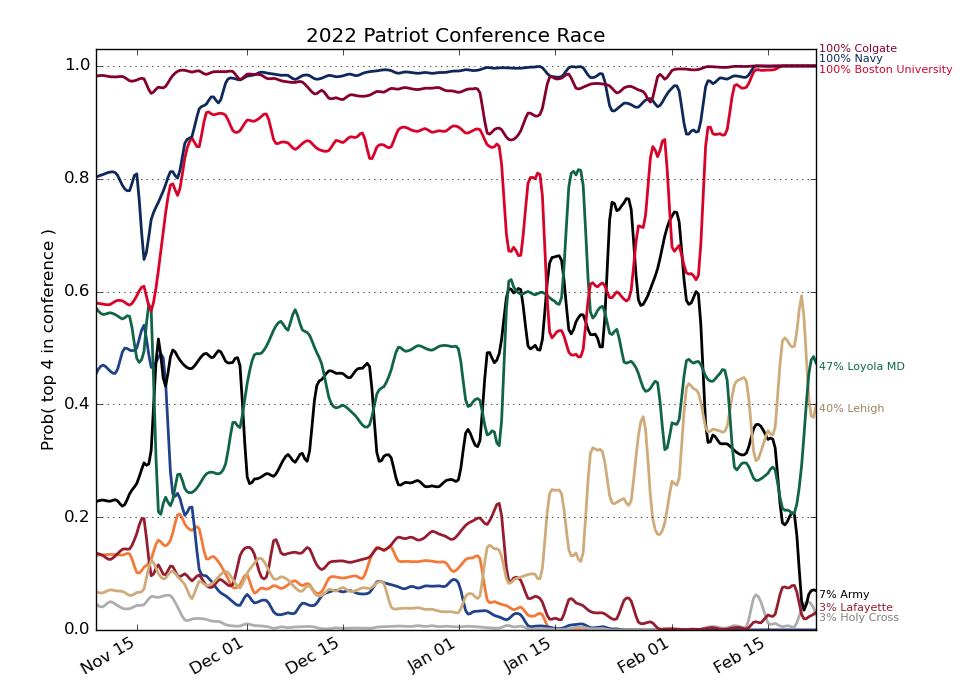 2022 Patriot Conference Race
Prob( top 4 in conference )
1.0
0.8
0.6
0.4
0.2
0.0
Nov 15
Dec 01
Dec 15
Jan 01
Jan 15
Feb 01
Feb 15
100% Colgate
100% Navy
100% Boston University
47% Loyola MD
40% Lehigh
7% Army
3% Lafayette
3% Holy Cross